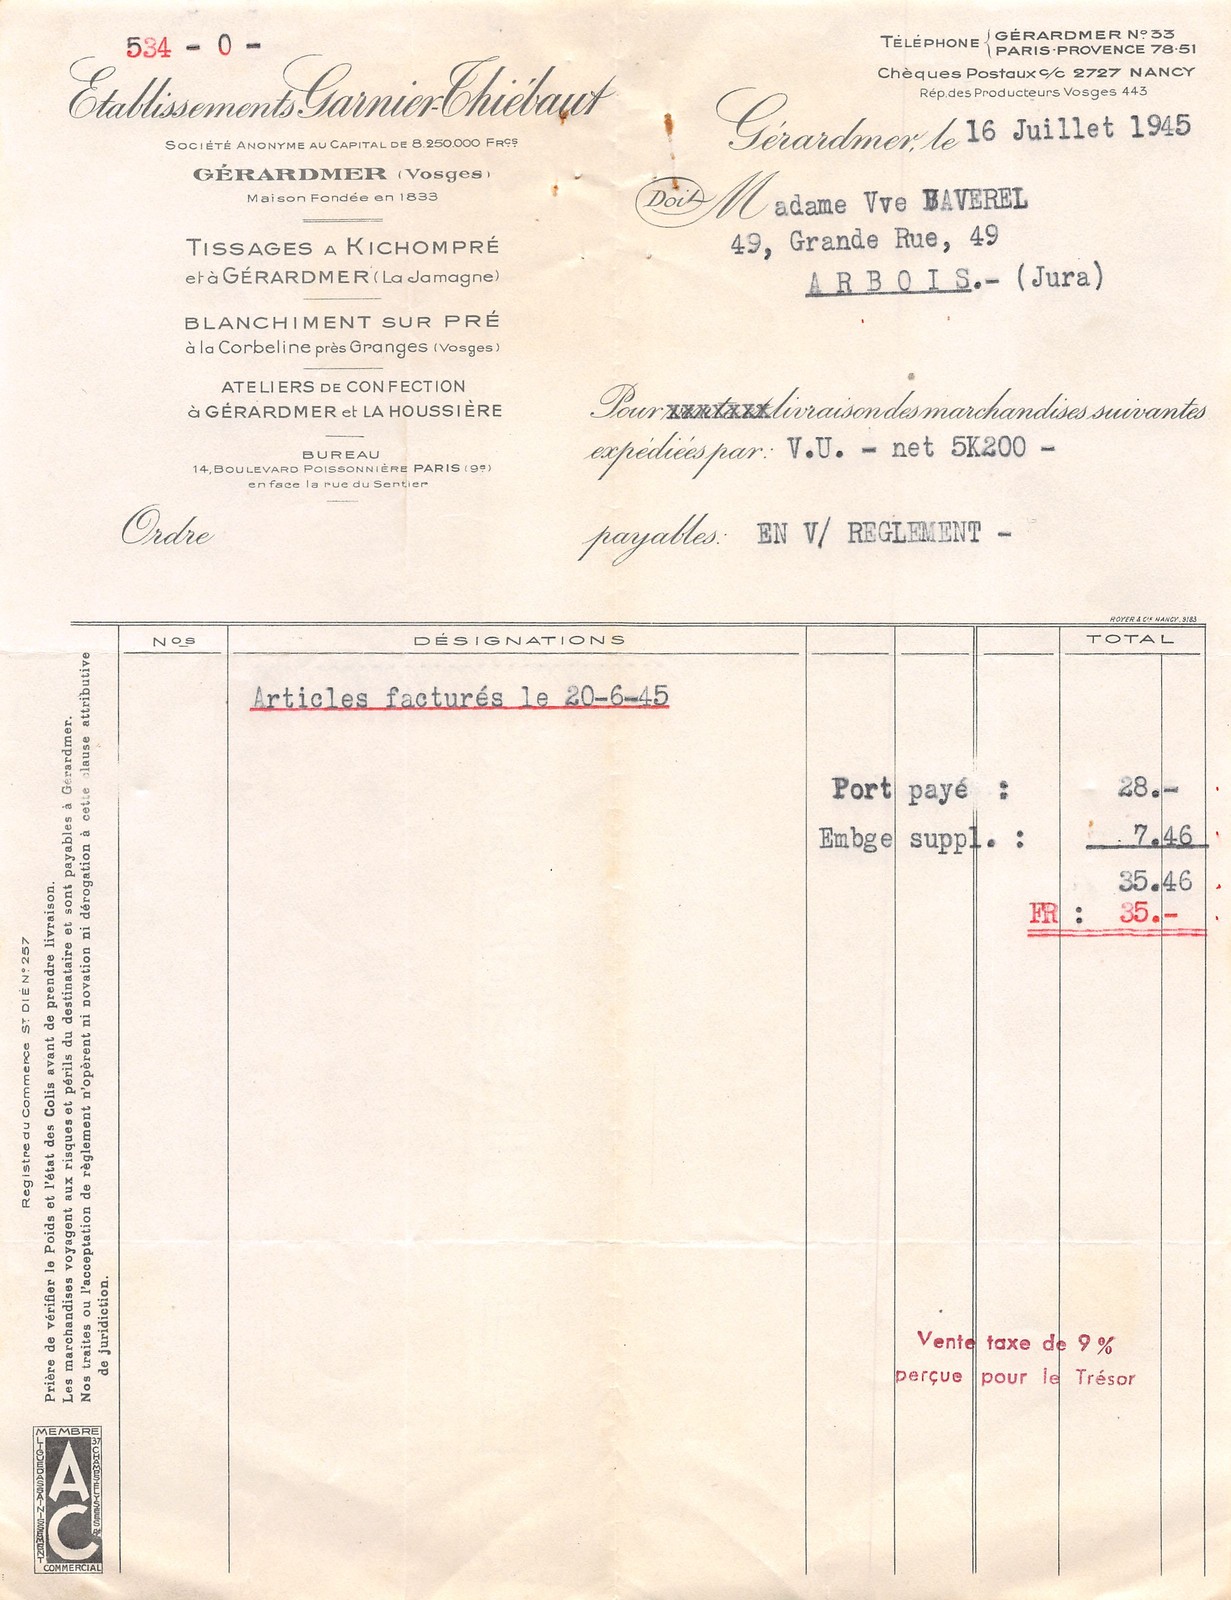 534 - 0 -
Etablissements Garnier-Thiébaut
SOCIÉTÉ ANONYME AU CAPITAL DE 8.250.000 FRCS
GÉRARDMER (Vosges)
Maison Fondée en 1833
TISSAGES A KICHOMPRÉ
et à GÉRARDMER (La Jamagne)
BLANCHIMENT SUR PRÉ
à la Corbeline près Granges (Vosges)
ATELIERS DE CONFECTION
à GÉRARDMER et LA HOUSSIÈRE
BUREAU
14, BOULEVARD POISSONNIÈRE PARIS (9e)
en face la rue du Sentier
Ordre
TÉLÉPHONE { GÉRARDMER N° 33
PARIS-PROVENCE 78-51
Chèques Postaux c/c 2727 NANCY
Rép. des Producteurs Vosges 443
Gérardmer, le 16 Juillet 1945
Doit Madame Vve BAVEREL
49, Grande Rue, 49
ARBOIS.- (Jura)
Pour livraison des marchandises suivantes
expédiées par: V.U. - net 5K200 -
payables: EN V/ REGLEMENT -
ROYER & Cie NANCY. 9183
Nos DÉSIGNATIONS TOTAL
Articles facturés le 20-6-45
Port payé : 28.-
Embge suppl. : 7.46
35.46
FR : 35.-
Vente taxe de 9 %
perçue pour le Trésor
Registre du Commerce ST DIÉ N° 257
Prière de vérifier le Poids et l'état des Colis avant de prendre livraison.
Les marchandises voyagent aux risques et périls du destinataire et sont payables à Gérardmer.
Nos traites ou l'acceptation de règlement n'opèrent ni novation ni dérogation à cette clause attributive
de juridiction.
MEMBRE
LIGUE D'ASSAINISSEMENT
AC
COMMERCIAL